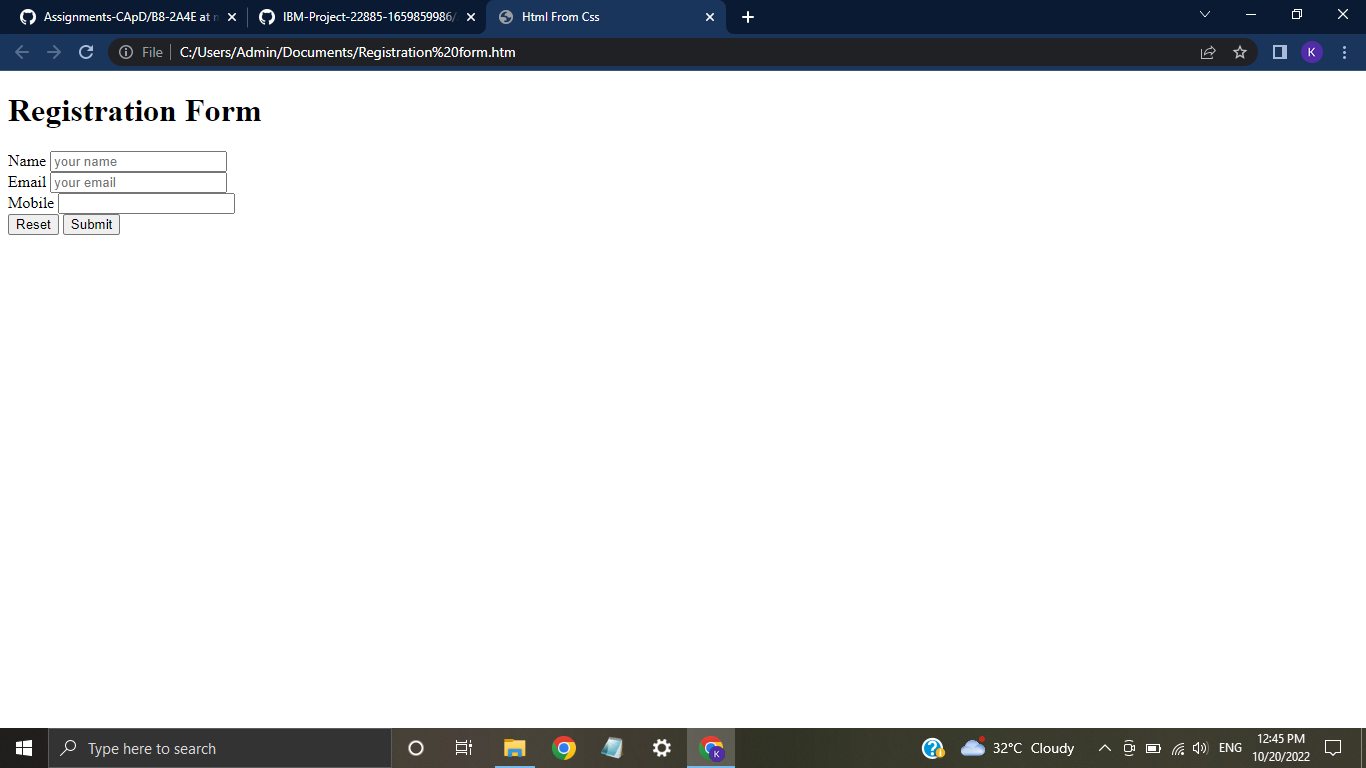 Assignments-CApD/B8-2A4E at
IBM-Project-22885-1659859986/
Html From Css
File
C:/Users/Admin/Documents/Registration%20form.htm
K
Registration Form
Name your name
Email your email
Mobile
Reset Submit
Type here to search
K
32°C Cloudy
ENG
12:45 PM
10/20/2022